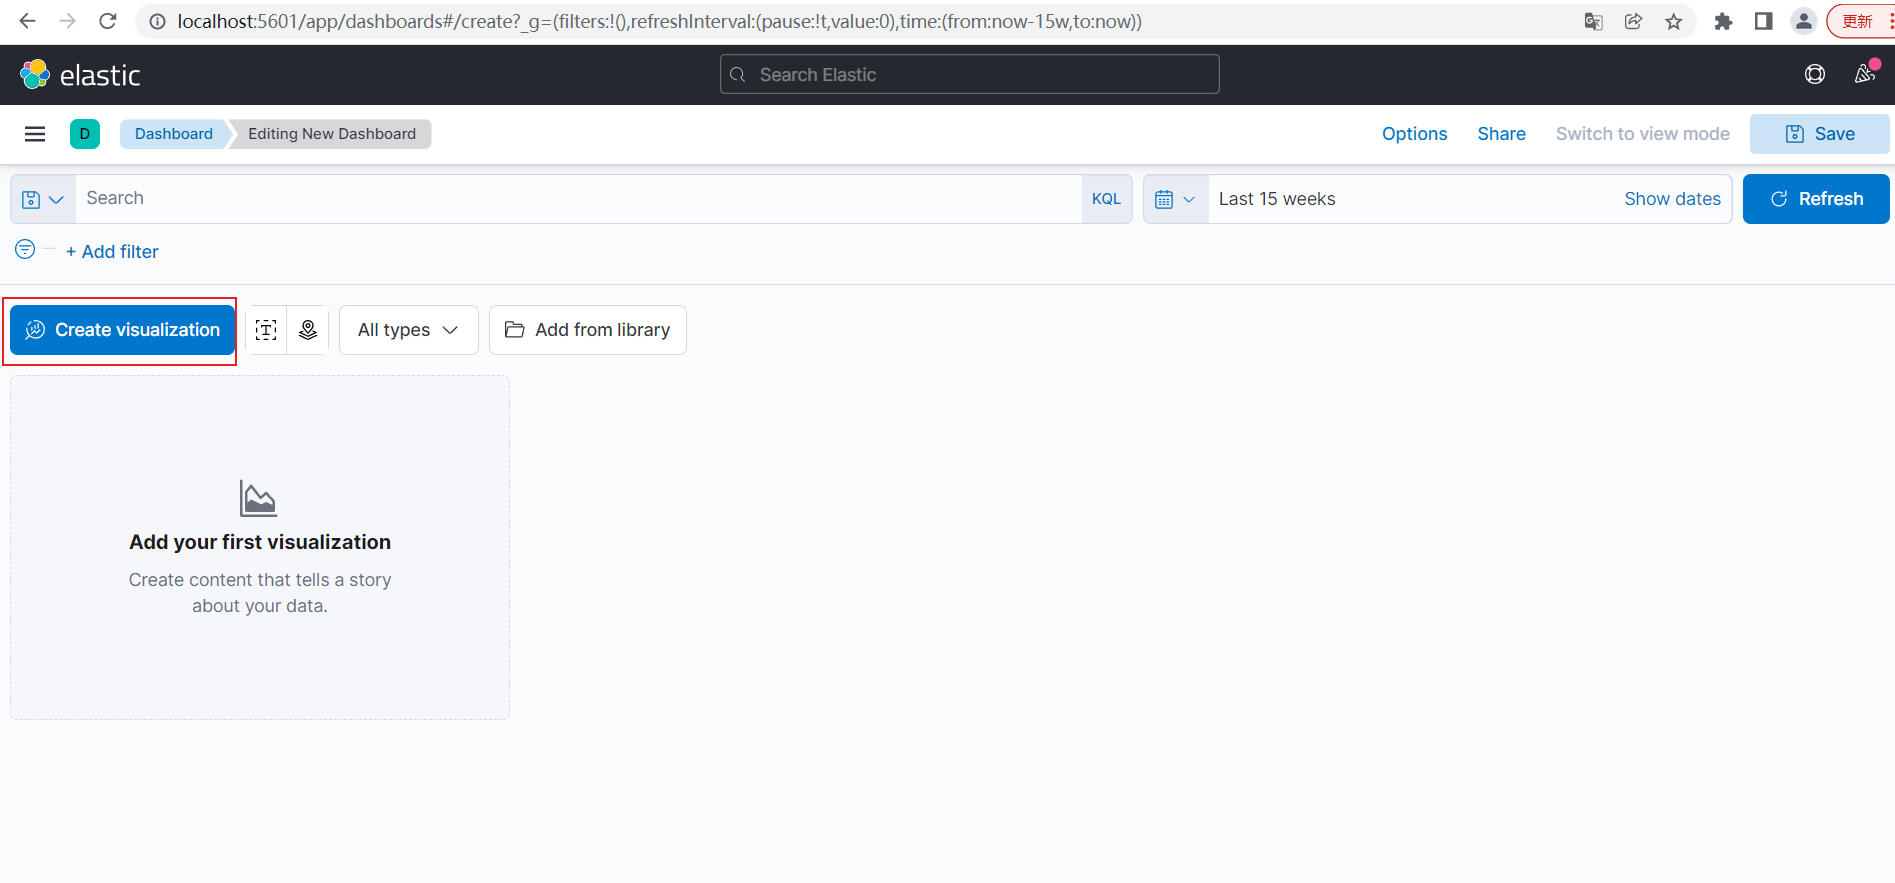 localhost:5601/app/dashboards#/create?_g=(filters:!(),refreshInterval:(pause:!t,value:0),time:(from:now-15w,to:now))
更新
elastic
Search Elastic
D
Dashboard
Editing New Dashboard
Options
Share
Switch to view mode
Save
Search
KQL
Last 15 weeks
Show dates
Refresh
+ Add filter
Create visualization
T
All types
Add from library
Add your first visualization
Create content that tells a story
about your data.